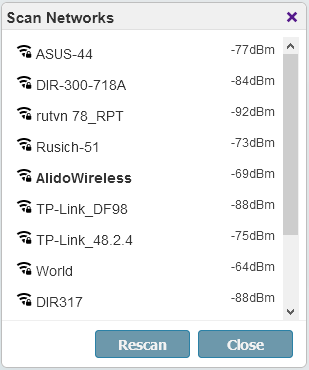 Scan Networks
ASUS-44 -77dBm
DIR-300-718A -84dBm
rutvn 78_RPT -92dBm
Rusich-51 -73dBm
AlidoWireless -69dBm
TP-Link_DF98 -88dBm
TP-Link_48.2.4 -75dBm
World -64dBm
DIR317 -88dBm
Rescan Close